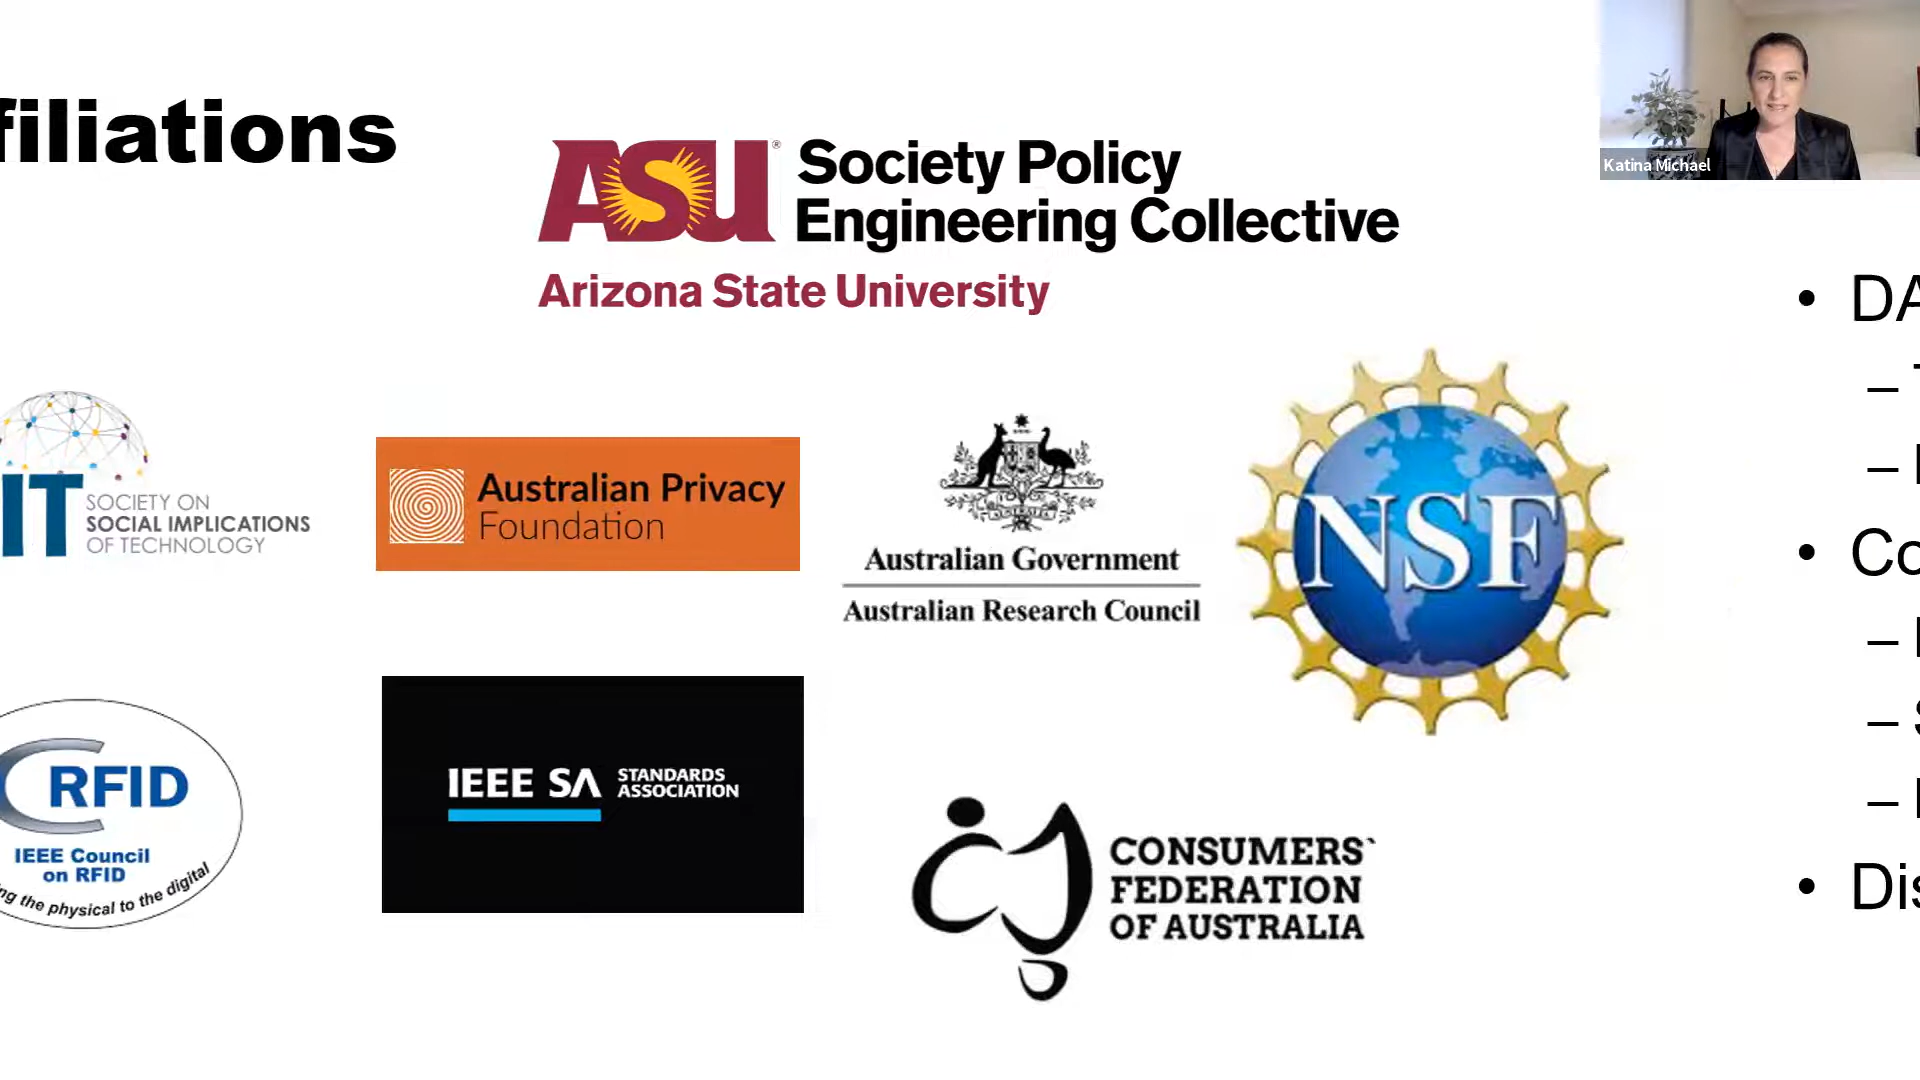 filiations
ASU
Society Policy
Engineering Collective
Arizona State University
Katina Michael
IT
SOCIETY ON
SOCIAL IMPLICATIONS
OF TECHNOLOGY
Australian Privacy
Foundation
AUSTRALIA
Australian Government
Australian Research Council
NSF
RFID
IEEE Council
on RFID
ng the physical to the digital
IEEE SA STANDARDS
ASSOCIATION
CONSUMERS`
FEDERATION
OF AUSTRALIA
• DA
–
–
• Co
–
– S
–
• Dis